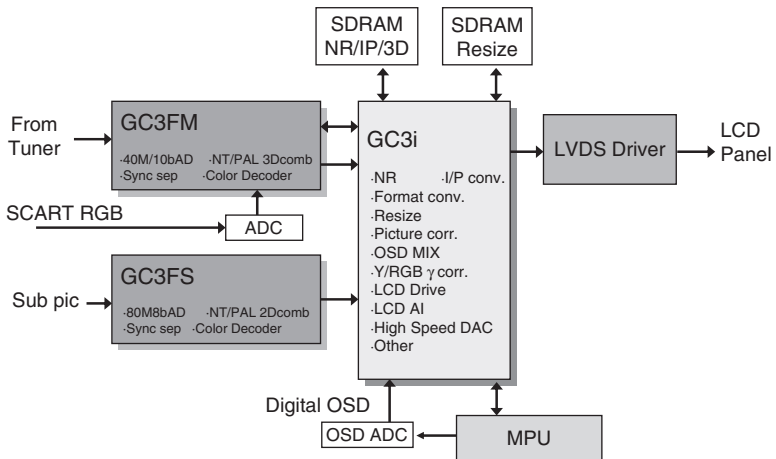 SDRAM
NR/IP/3D
SDRAM
Resize
From
Tuner
GC3FM
·40M/10bAD ·NT/PAL 3Dcomb
·Sync sep ·Color Decoder
SCART RGB
ADC
GC3i
·NR ·I/P conv.
·Format conv.
·Resize
·Picture corr.
·OSD MIX
·Y/RGB γ corr.
·LCD Drive
·LCD AI
·High Speed DAC
·Other
LVDS Driver
LCD
Panel
Sub pic
GC3FS
·80M8bAD ·NT/PAL 2Dcomb
·Sync sep ·Color Decoder
Digital OSD
OSD ADC
MPU